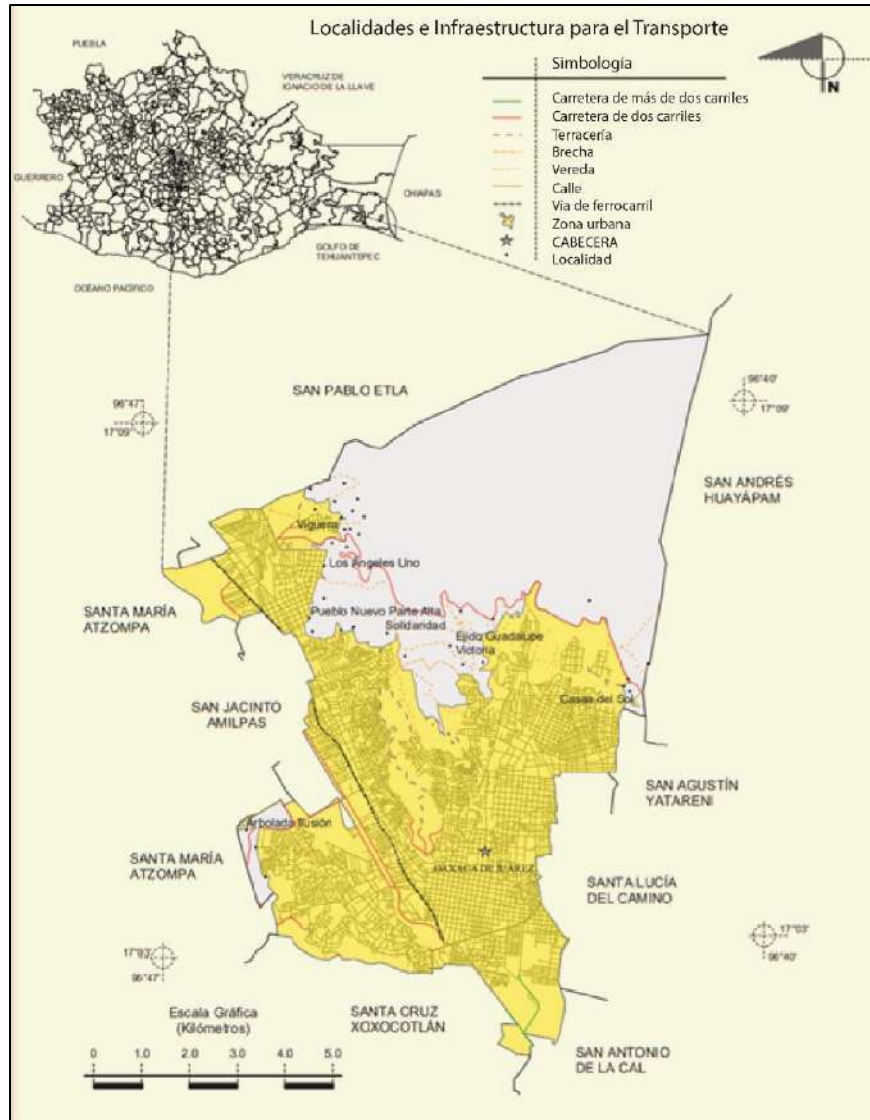 Localidades e Infraestructura para el Transporte
PUEBLA
VERACRUZ DE
IGNACIO DE LA LLAVE
GUERRERO
CHIAPAS
GOLFO DE
TEHUANTEPEC
OCÉANO PACÍFICO
Simbología
Carretera de más de dos carriles
Carretera de dos carriles
Terracería
Brecha
Vereda
Calle
Vía de ferrocarril
Zona urbana
CABECERA
Localidad
N
SAN PABLO ETLA
96°47'
17°09'
96°40'
17°09'
SAN ANDRÉS
HUAYÁPAM
Viguera
Los Angeles Uno
SANTA MARÍA
ATZOMPA
Pueblo Nuevo Parte Alta
Solidaridad
Ejido Guadalupe
Victoria
SAN JACINTO
AMILPAS
Casas del Sol
SAN AGUSTÍN
YATARENI
Arbolada Ilusión
SANTA MARÍA
ATZOMPA
OAXACA DE JUÁREZ
SANTA LUCÍA
DEL CAMINO
17°03'
96°47'
17°03'
96°40'
Escala Gráfica
(Kilómetros)
SANTA CRUZ
XOXOCOTLÁN
SAN ANTONIO
DE LA CAL
0 1.0 2.0 3.0 4.0 5.0